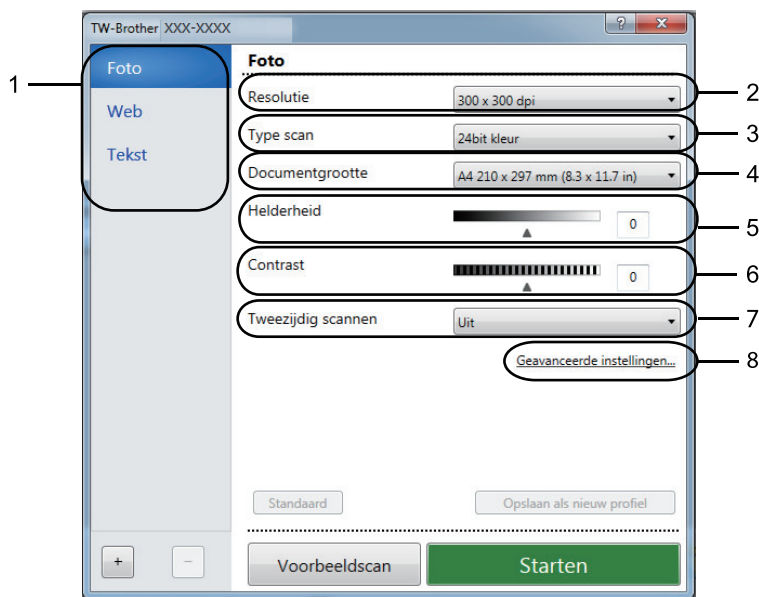 TW-Brother XXX-XXXX
?
1
Foto
Web
Tekst
Foto
Resolutie 300 x 300 dpi 2
Type scan 24bit kleur 3
Documentgrootte A4 210 x 297 mm (8.3 x 11.7 in) 4
Helderheid 0 5
Contrast 0 6
Tweezijdig scannen Uit 7
Geavanceerde instellingen... 8
Standaard Opslaan als nieuw profiel
+ − Voorbeeldscan Starten